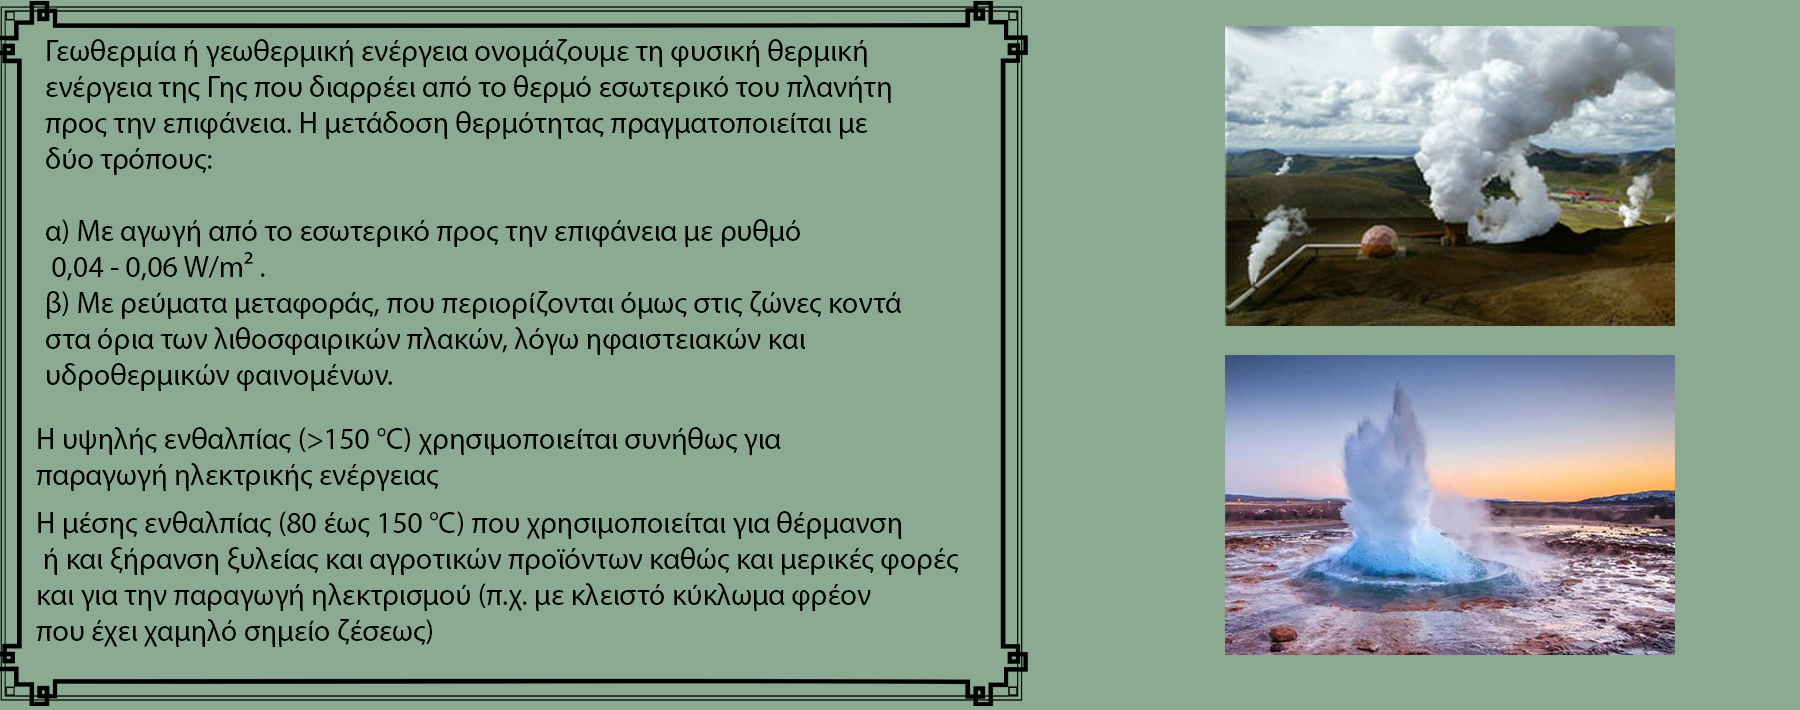 Γεωθερμία ή γεωθερμική ενέργεια ονομάζουμε τη φυσική θερμική
ενέργεια της Γης που διαρρέει από το θερμό εσωτερικό του πλανήτη
προς την επιφάνεια. Η μετάδοση θερμότητας πραγματοποιείται με
δύο τρόπους:
α) Με αγωγή από το εσωτερικό προς την επιφάνεια με ρυθμό
0,04 - 0,06 W/m² .
β) Με ρεύματα μεταφοράς, που περιορίζονται όμως στις ζώνες κοντά
στα όρια των λιθοσφαιρικών πλακών, λόγω ηφαιστειακών και
υδροθερμικών φαινομένων.
Η υψηλής ενθαλπίας (>150 °C) χρησιμοποιείται συνήθως για
παραγωγή ηλεκτρικής ενέργειας
Η μέσης ενθαλπίας (80 έως 150 °C) που χρησιμοποιείται για θέρμανση
ή και ξήρανση ξυλείας και αγροτικών προϊόντων καθώς και μερικές φορές
και για την παραγωγή ηλεκτρισμού (π.χ. με κλειστό κύκλωμα φρέον
που έχει χαμηλό σημείο ζέσεως)